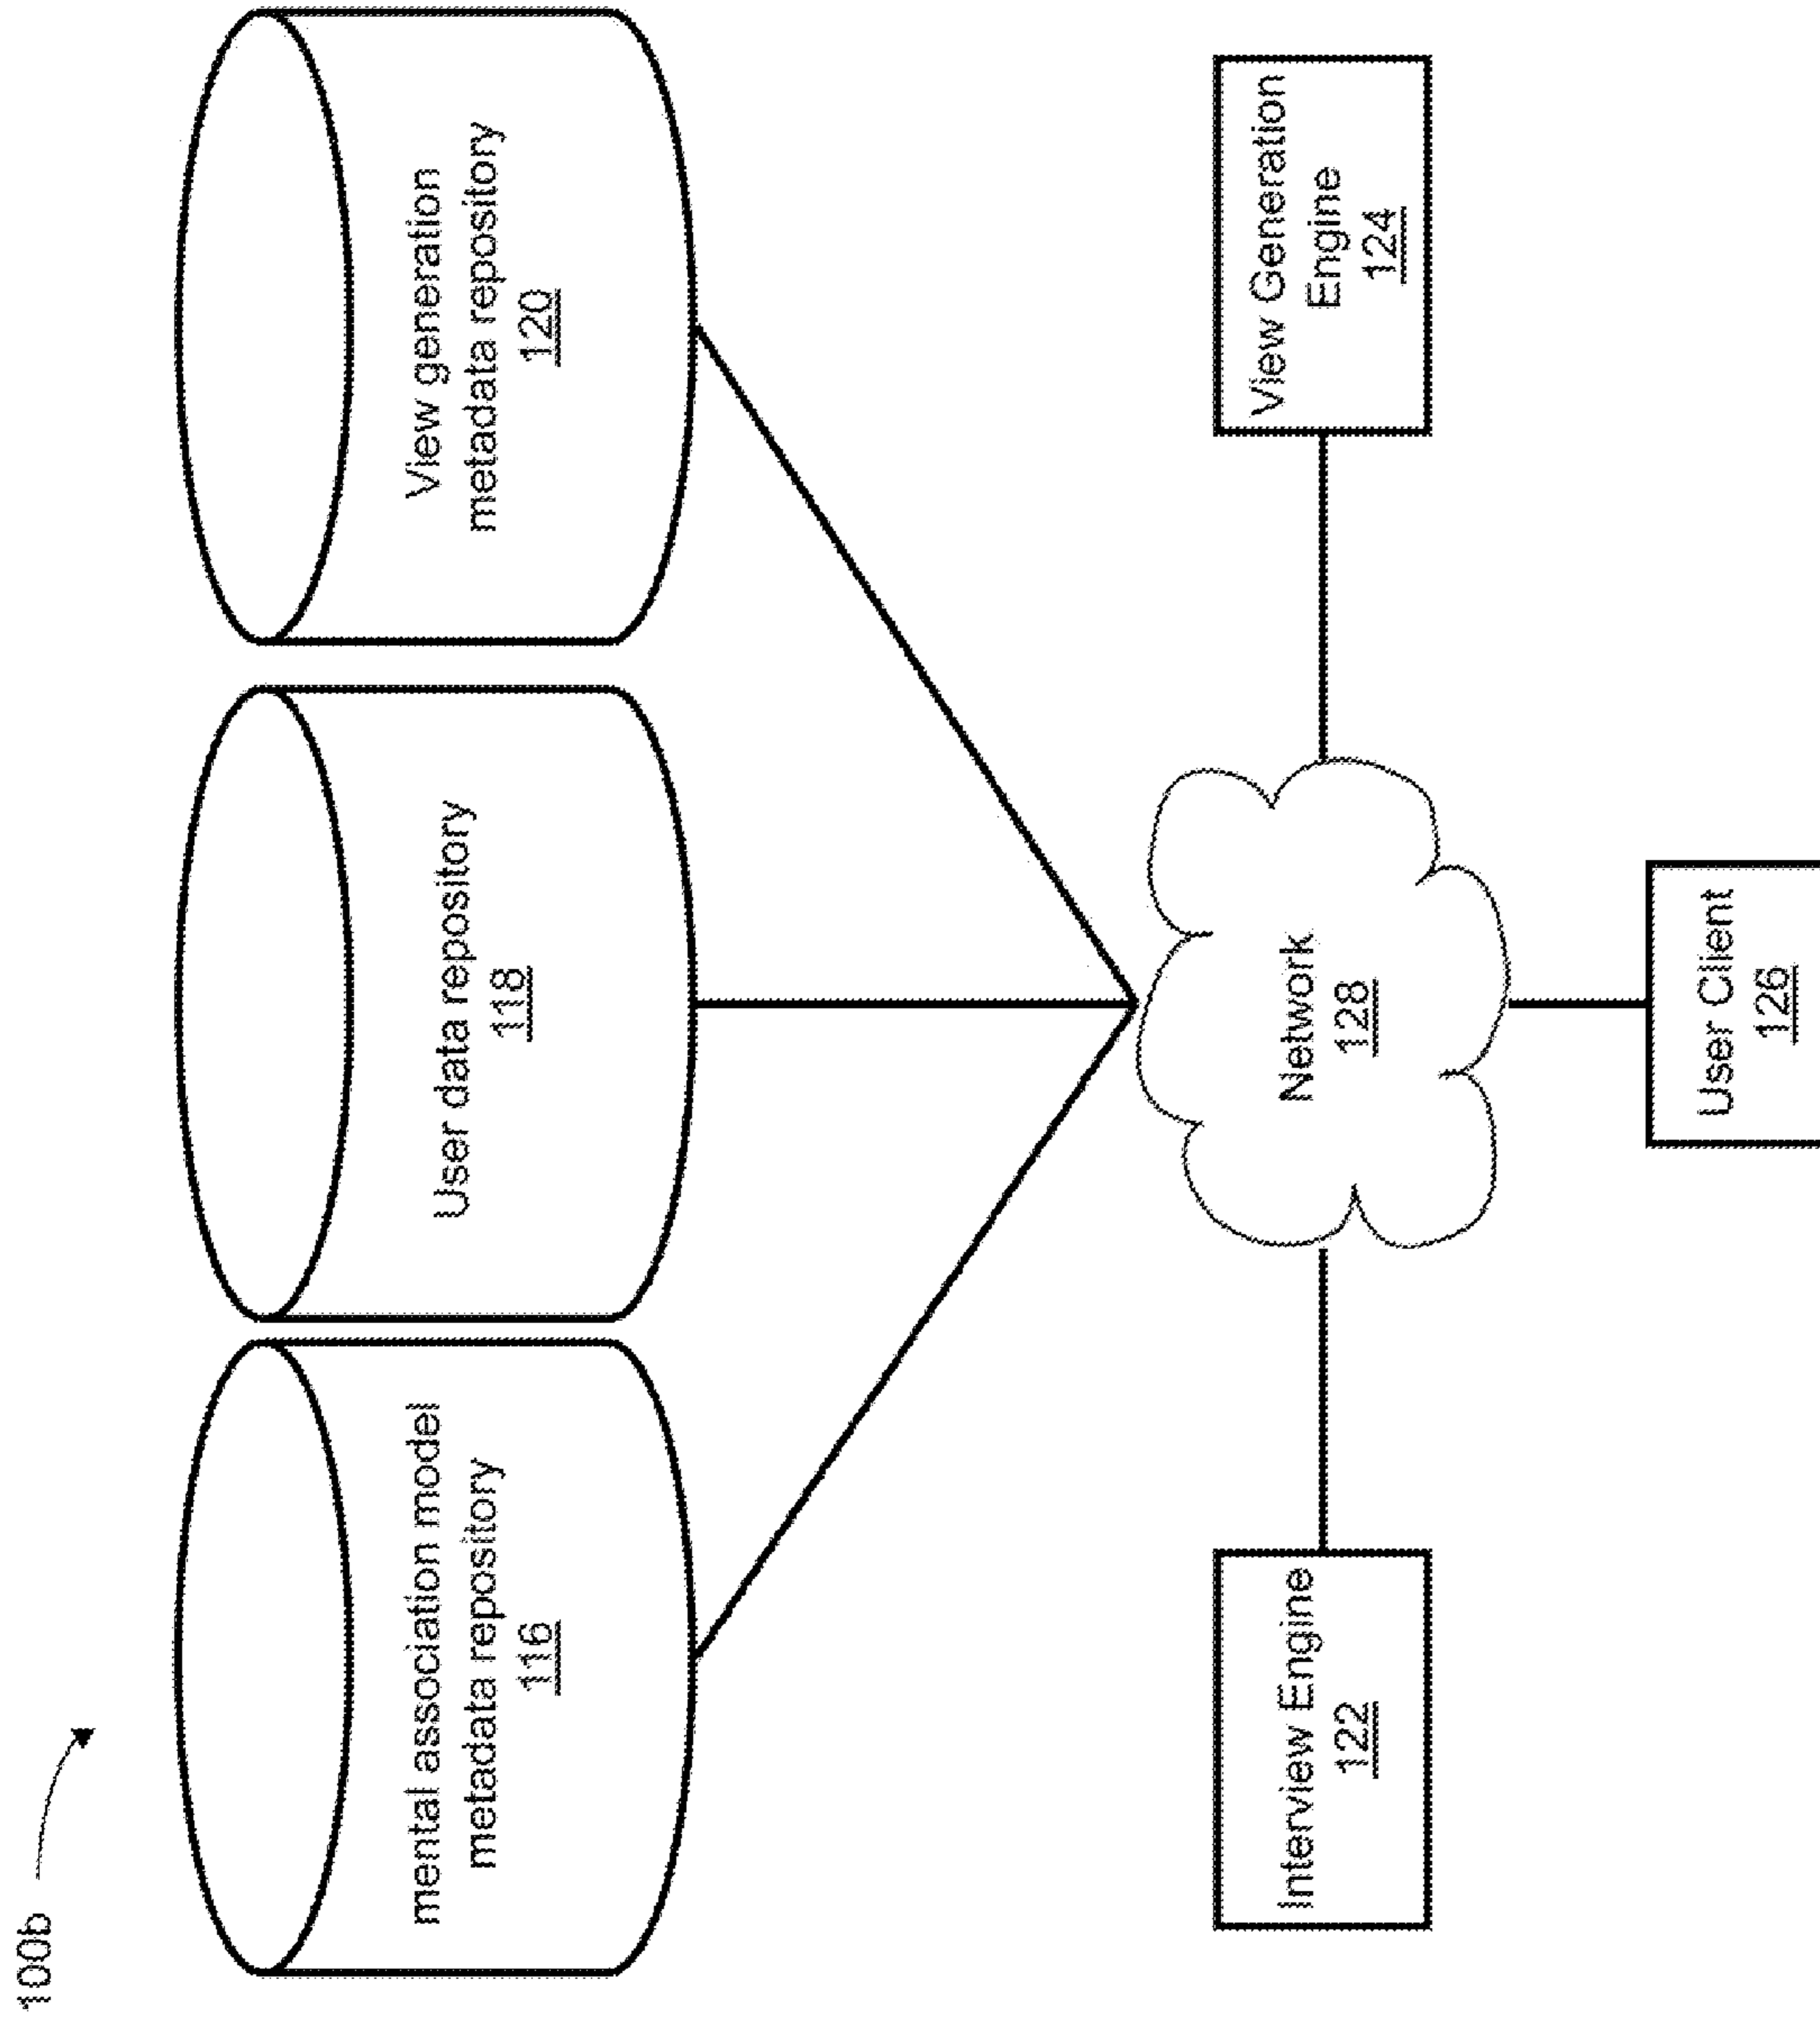 100b
mental association model
metadata repository
116
User data repository
118
View generation
metadata repository
120
Interview Engine
122
Network
128
View Generation
Engine
124
User Client
126